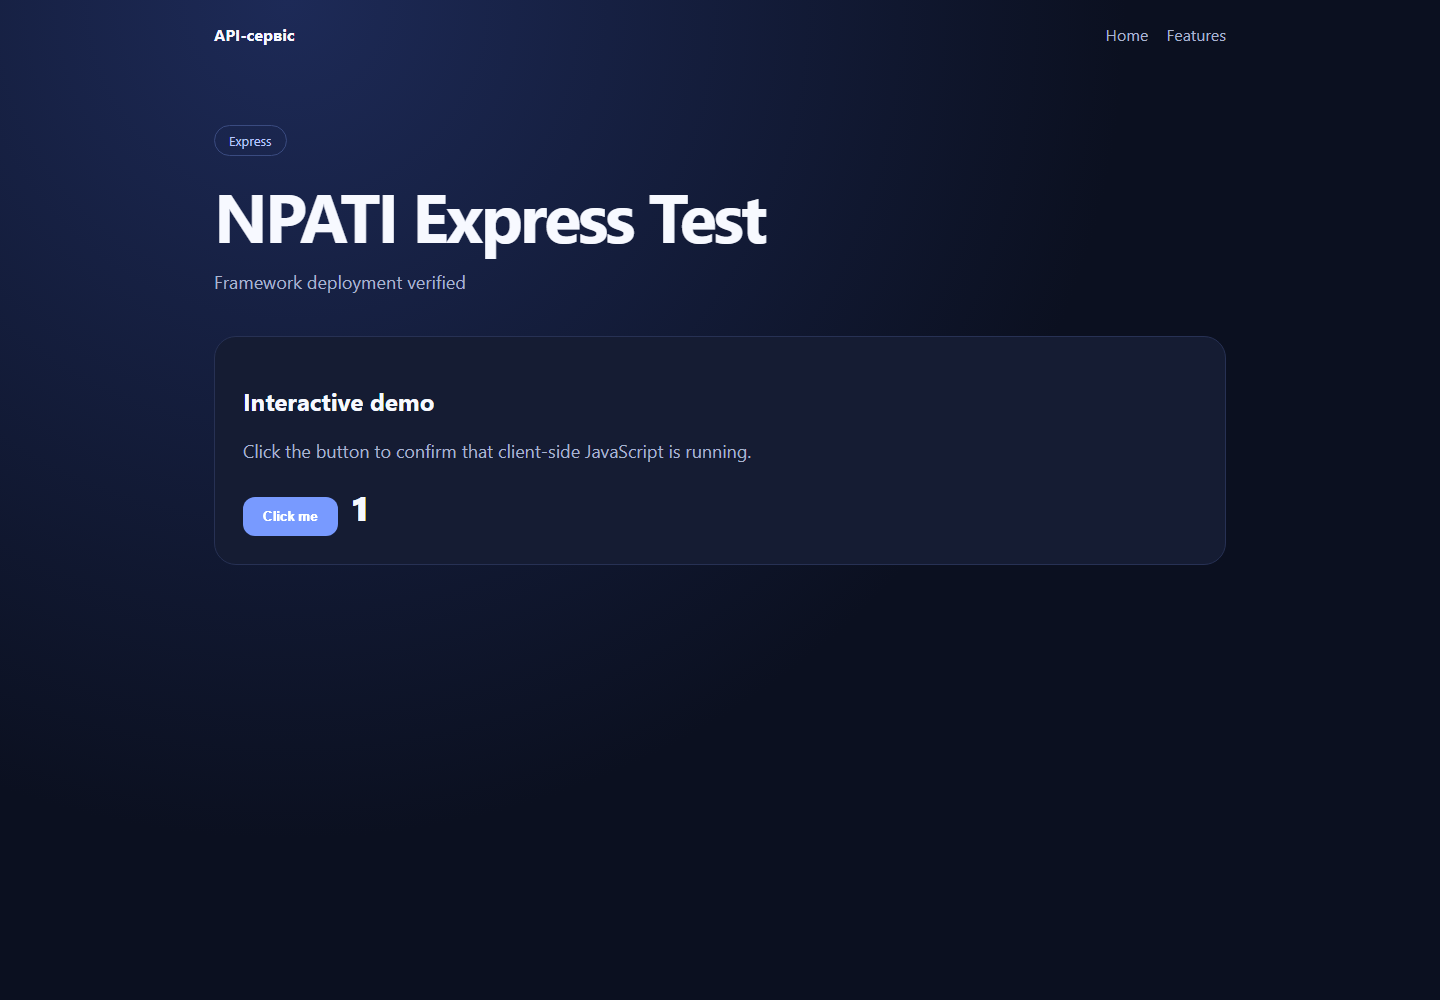 API-сервіс
Home Features
Express
NPATI Express Test
Framework deployment verified
Interactive demo
Click the button to confirm that client-side JavaScript is running.
Click me 1